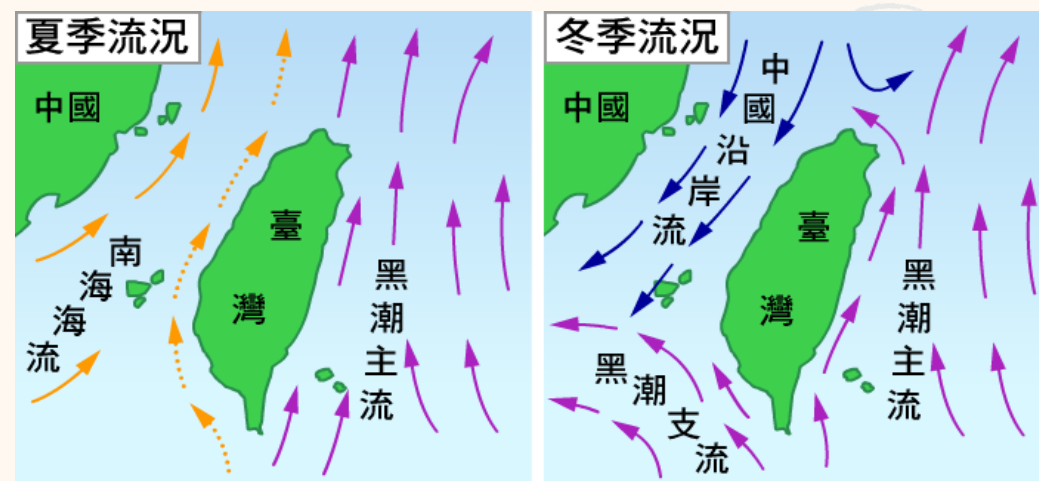 夏季流況
中國
臺灣
南海海流
黑潮主流
冬季流況
中國
中國沿岸流
臺灣
黑潮主流
黑潮支流